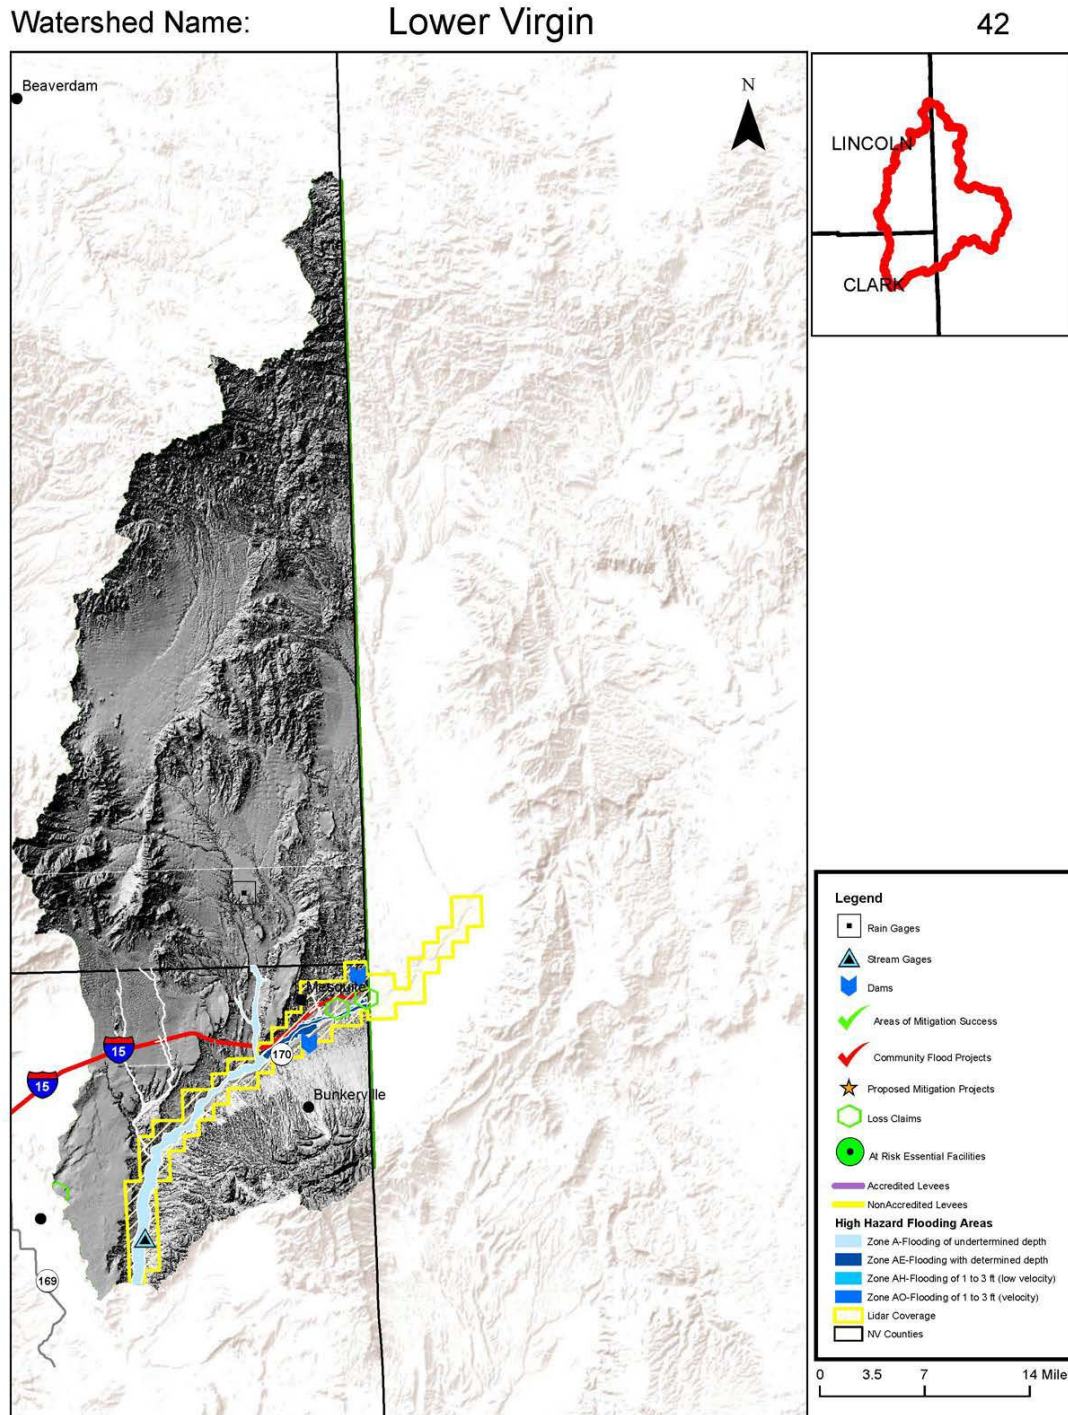 Watershed Name: Lower Virgin 42
Beaverdam
N
LINCOLN
CLARK
Mesquite
15
170
15
Bunkerville
169
Legend
Rain Gages
Stream Gages
Dams
Areas of Mitigation Success
Community Flood Projects
Proposed Mitigation Projects
Loss Claims
At Risk Essential Facilities
Accredited Levees
NonAccredited Levees
High Hazard Flooding Areas
Zone A-Flooding of undertermined depth
Zone AE-Flooding with determined depth
Zone AH-Flooding of 1 to 3 ft (low velocity)
Zone AO-Flooding of 1 to 3 ft (velocity)
Lidar Coverage
NV Counties
0 3.5 7 14 Mile